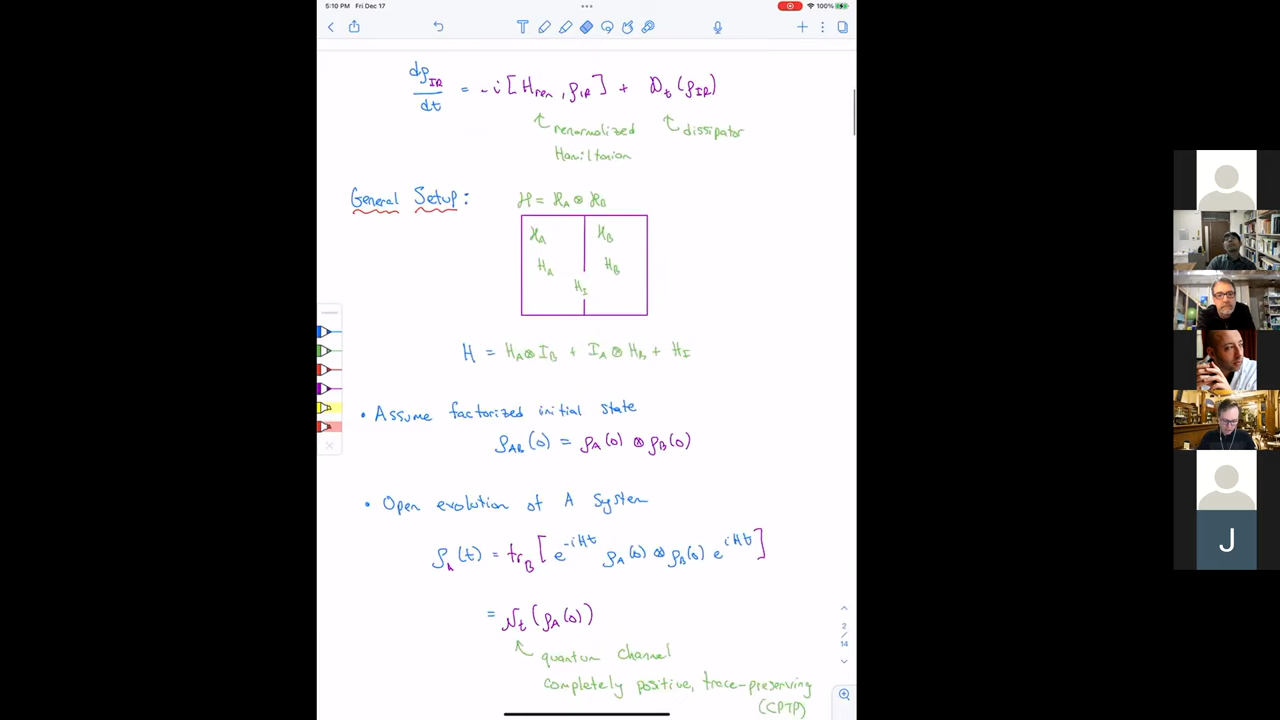 5:10 PM Fri Dec 17
100%
dρ_IR/dt = -i [H_ren, ρ_IR] + D_t(ρ_IR)
renormalized dissipator
Hamiltonian
General Setup: H = H_A ⊗ H_B
H_A H_B
H_A H_B
H_I
H = H_A⊗I_B + I_A⊗H_B + H_I
• Assume factorized initial state
ρ_AB(0) = ρ_A(0) ⊗ ρ_B(0)
• Open evolution of A system
ρ_A(t) = tr_B[e^{-iHt} ρ_A(0) ⊗ ρ_B(0) e^{iHt}]
= N_t(ρ_A(0))
quantum channel
completely positive, trace-preserving
(CPTP)
2
/
14
J